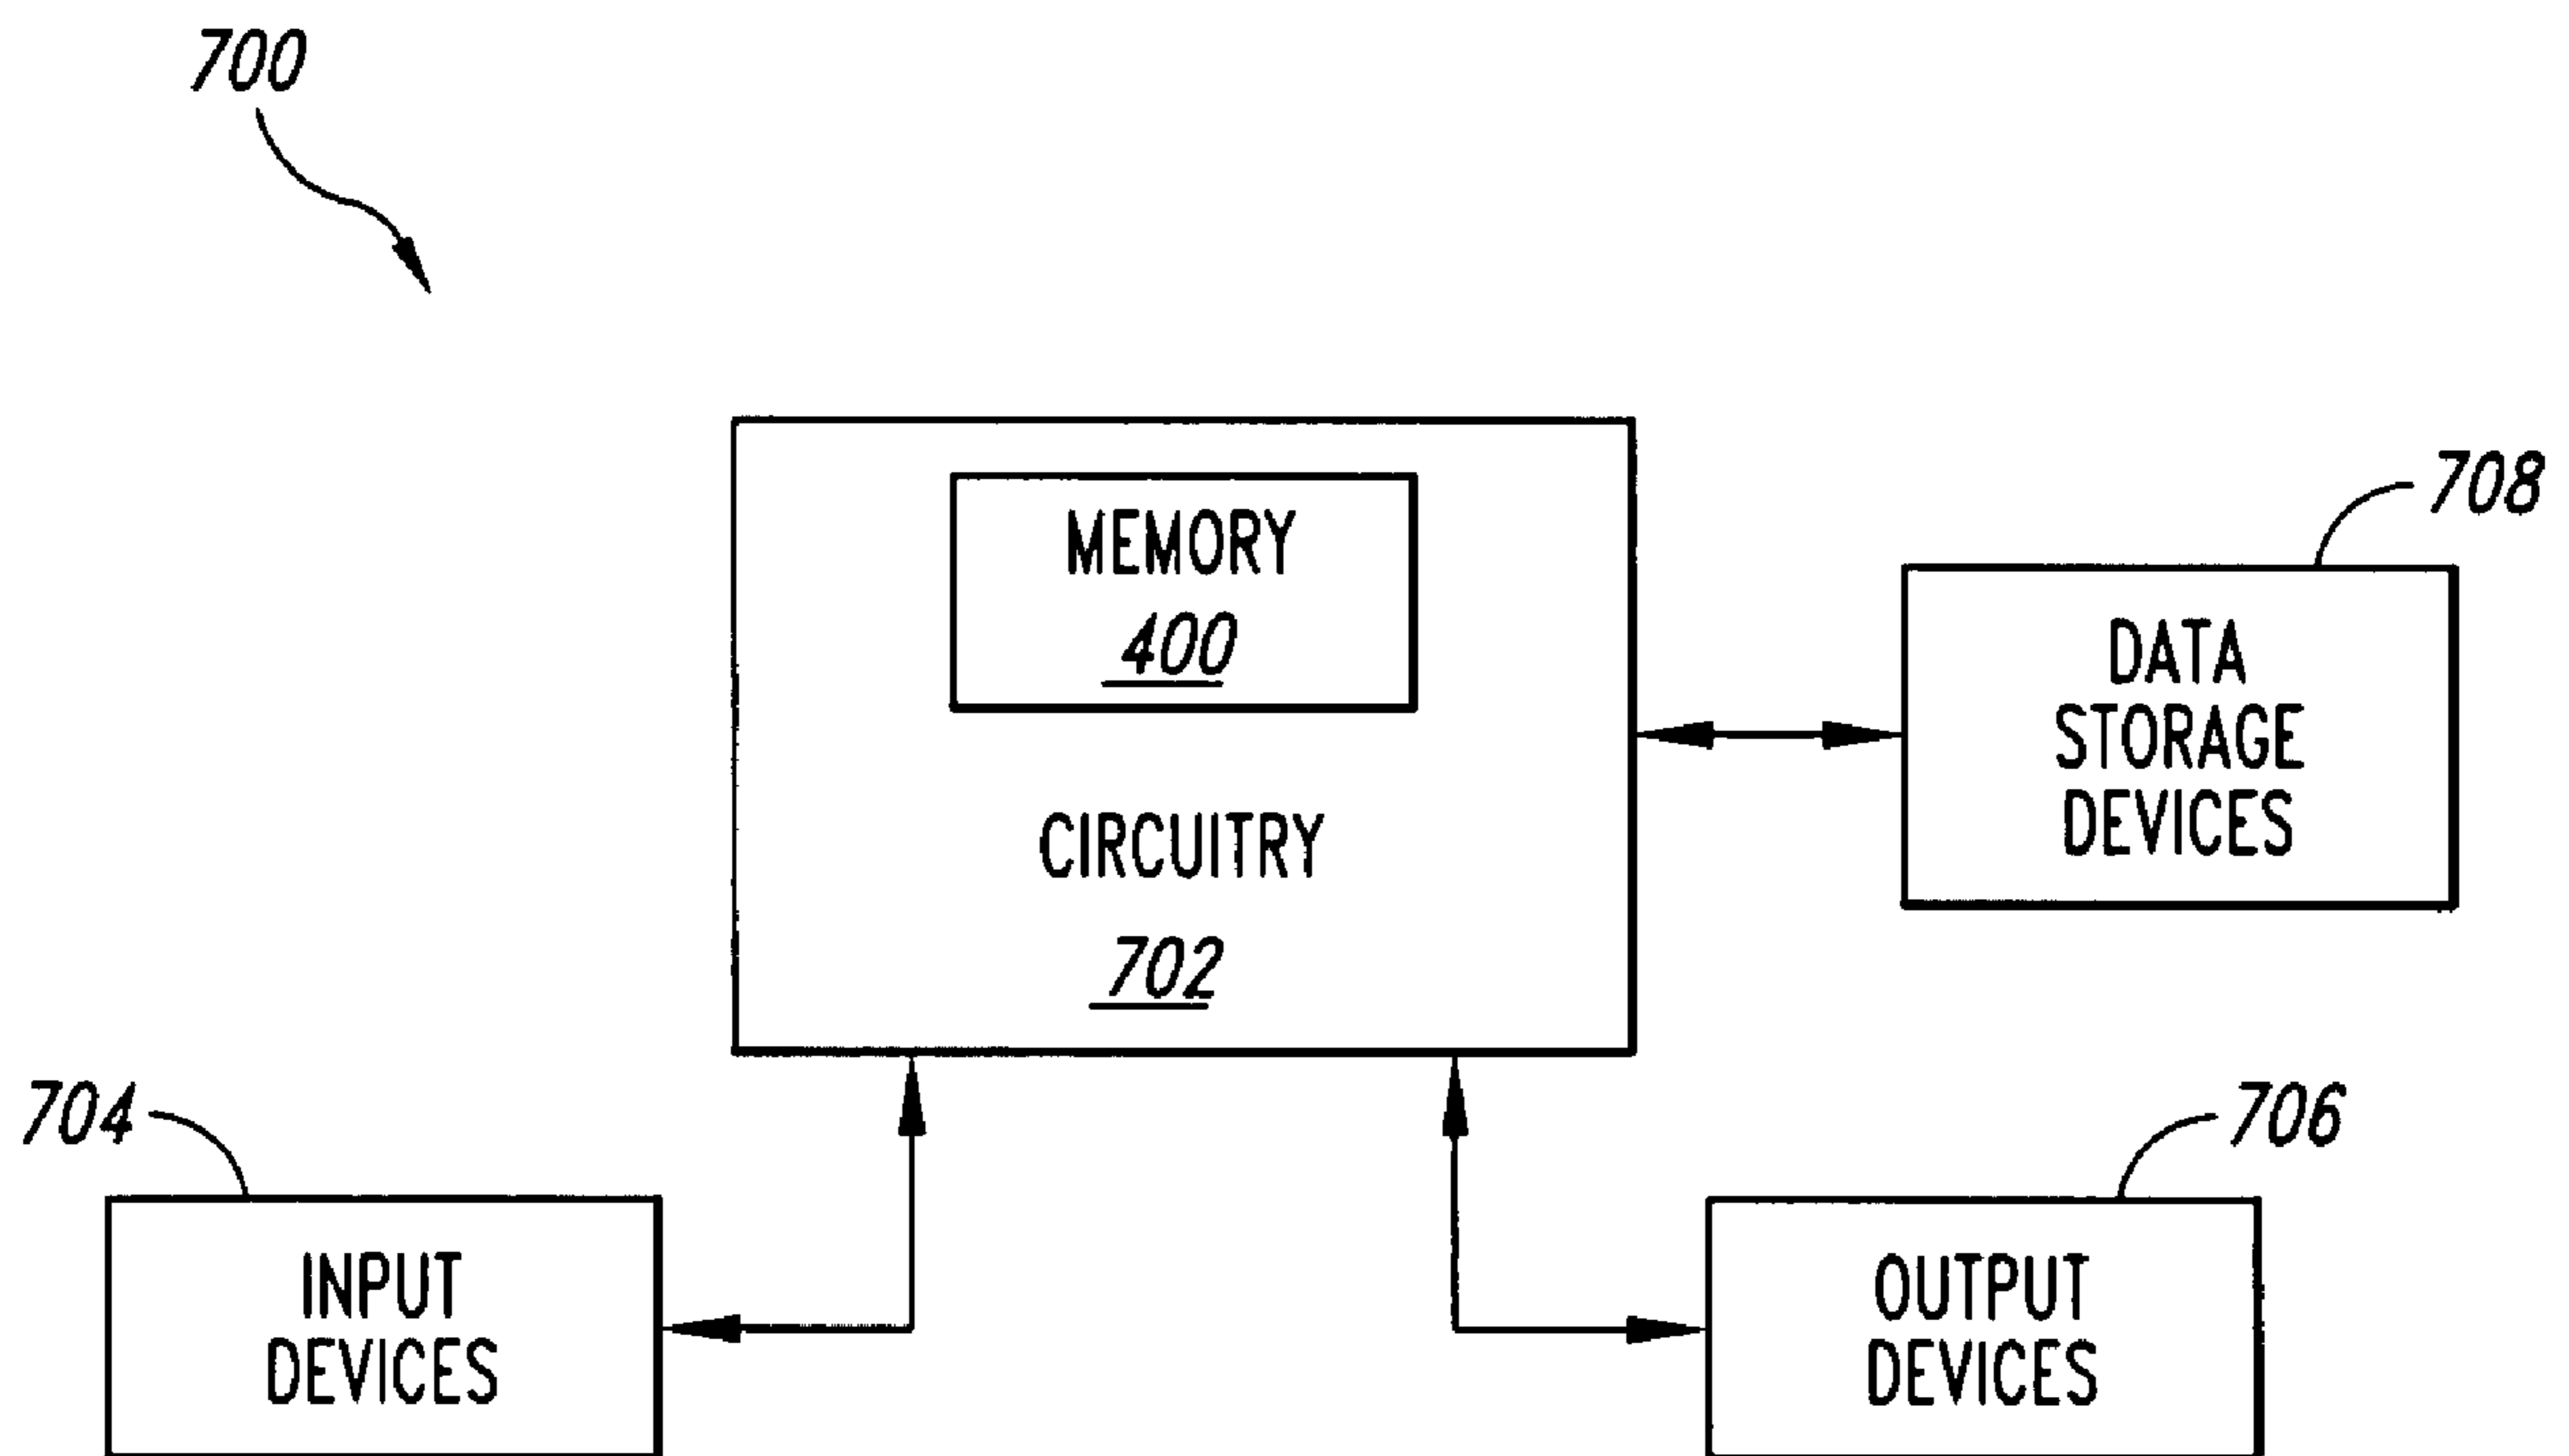 700
MEMORY
400
708
DATA
STORAGE
DEVICES
CIRCUITRY
702
704
706
INPUT
DEVICES
OUTPUT
DEVICES